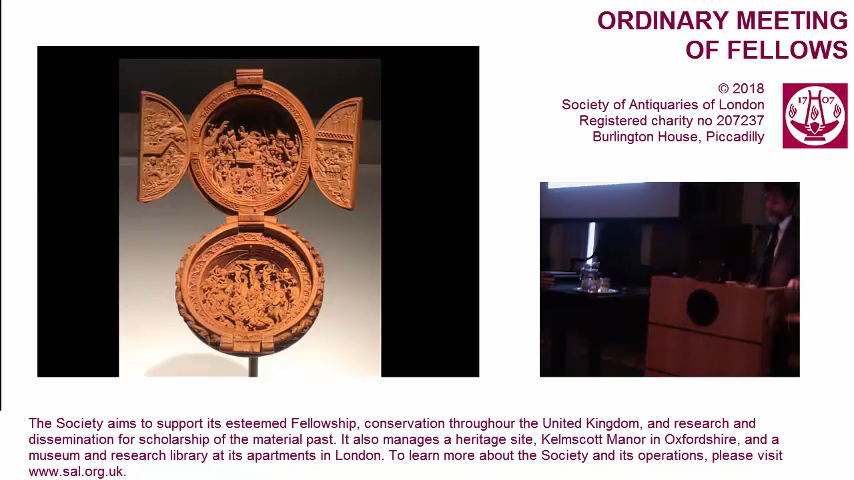 ORDINARY MEETING
OF FELLOWS
© 2018
Society of Antiquaries of London
Registered charity no 207237
Burlington House, Piccadilly
17 07
The Society aims to support its esteemed Fellowship, conservation throughour the United Kingdom, and research and
dissemination for scholarship of the material past. It also manages a heritage site, Kelmscott Manor in Oxfordshire, and a
museum and research library at its apartments in London. To learn more about the Society and its operations, please visit
www.sal.org.uk.